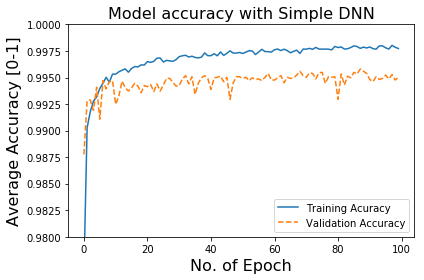 Model accuracy with Simple DNN
Average Accuracy [0-1]
1.0000
0.9975
0.9950
0.9925
0.9900
0.9875
0.9850
0.9825
0.9800
Training Acuracy
Validation Accuracy
0 20 40 60 80 100
No. of Epoch